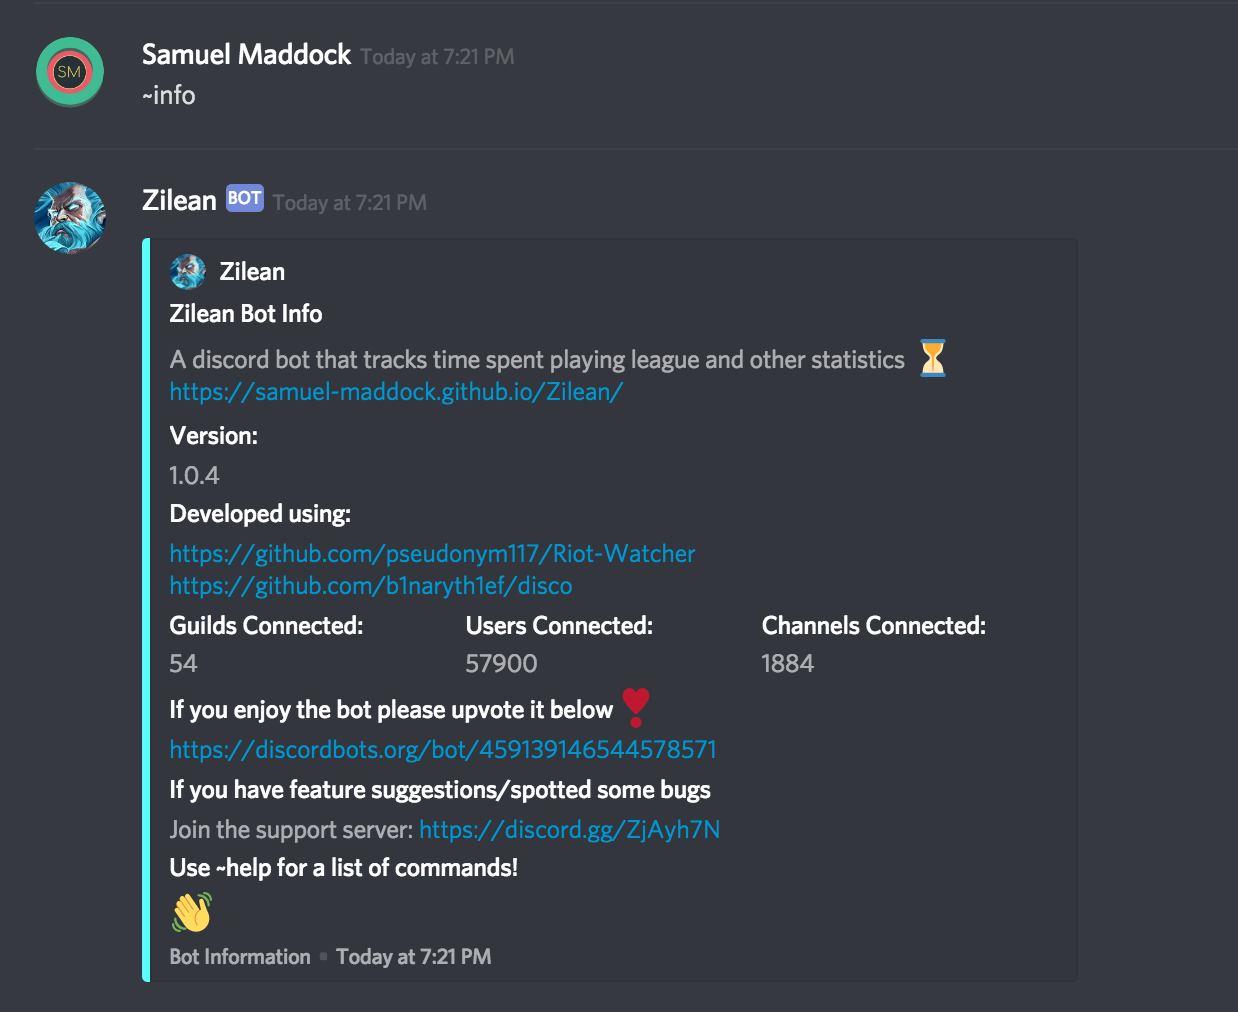 SM
Samuel Maddock Today at 7:21 PM
~info
Zilean BOT Today at 7:21 PM
Zilean
Zilean Bot Info
A discord bot that tracks time spent playing league and other statistics ⏳
https://samuel-maddock.github.io/Zilean/
Version:
1.0.4
Developed using:
https://github.com/pseudonym117/Riot-Watcher
https://github.com/b1naryth1ef/disco
Guilds Connected: Users Connected: Channels Connected:
54 57900 1884
If you enjoy the bot please upvote it below ❣
https://discordbots.org/bot/459139146544578571
If you have feature suggestions/spotted some bugs
Join the support server: https://discord.gg/ZjAyh7N
Use ~help for a list of commands!
👋
Bot Information • Today at 7:21 PM